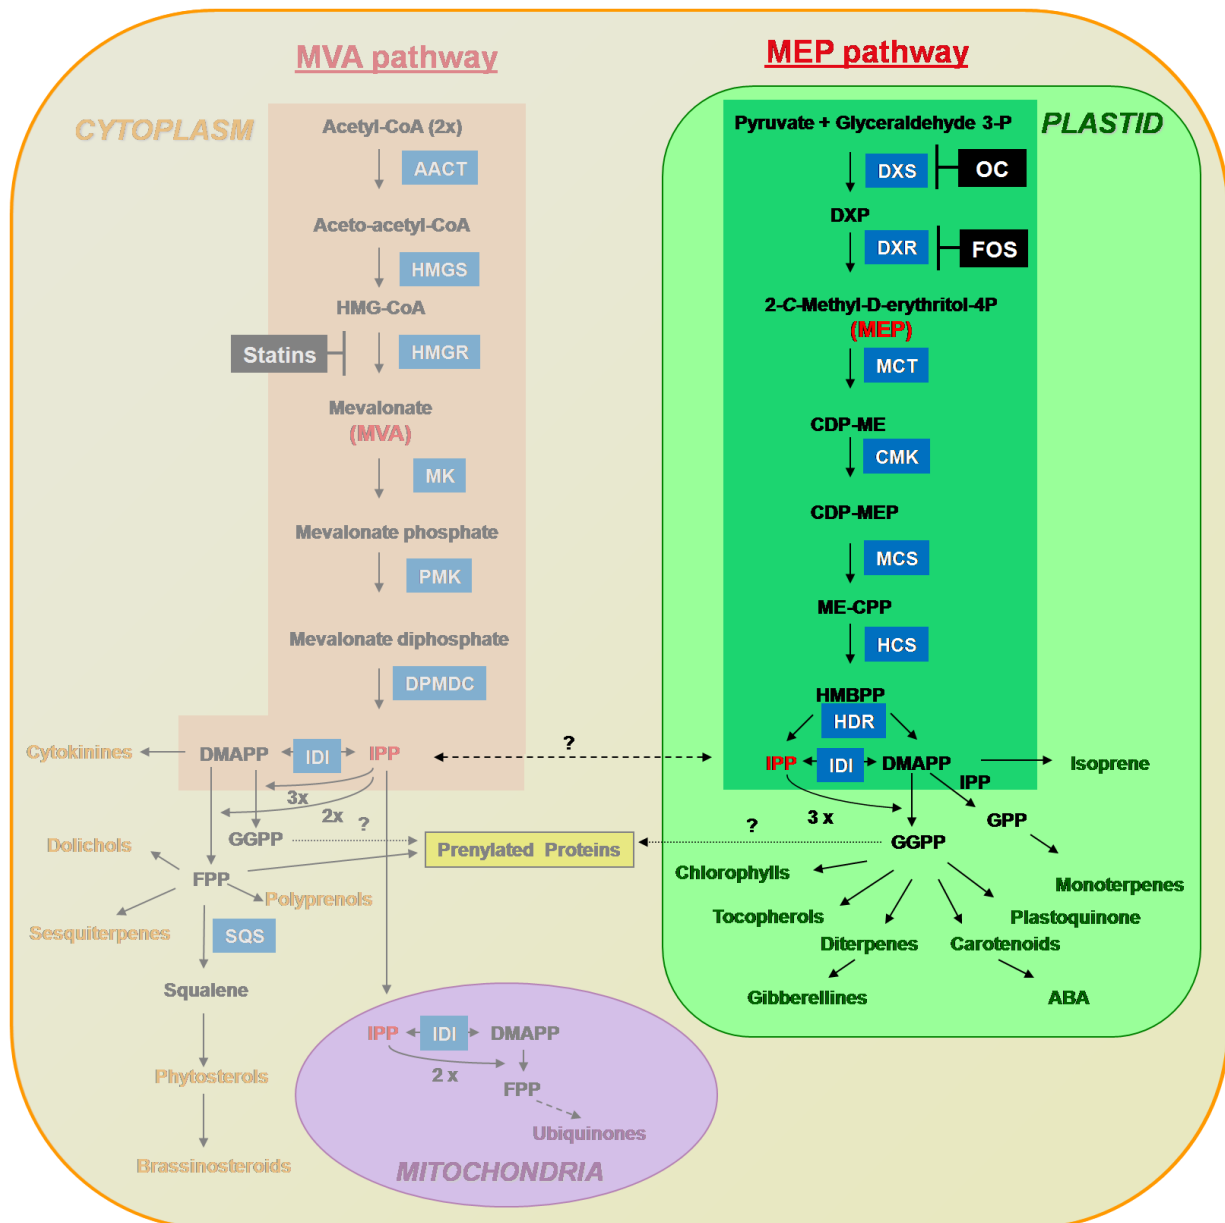 MVA pathway
CYTOPLASM
Acetyl-CoA (2x)
AACT
Aceto-acetyl-CoA
HMGS
HMG-CoA
Statins
HMGR
Mevalonate
(MVA)
MK
Mevalonate phosphate
PMK
Mevalonate diphosphate
DPMDC
Cytokinines
DMAPP
IDI
IPP
?
3x
2x
GGPP
?
Prenylated Proteins
Dolichols
FPP
Polyprenols
Sesquiterpenes
SQS
Squalene
Phytosterols
Brassinosteroids
IPP
IDI
DMAPP
2 x
FPP
Ubiquinones
MITOCHONDRIA
MEP pathway
PLASTID
Pyruvate + Glyceraldehyde 3-P
DXS
OC
DXP
DXR
FOS
2-C-Methyl-D-erythritol-4P
(MEP)
MCT
CDP-ME
CMK
CDP-MEP
MCS
ME-CPP
HCS
HMBPP
HDR
IPP
IDI
DMAPP
Isoprene
IPP
3 x
GPP
?
GGPP
Chlorophylls
Monoterpenes
Tocopherols
Plastoquinone
Diterpenes
Carotenoids
Gibberellines
ABA